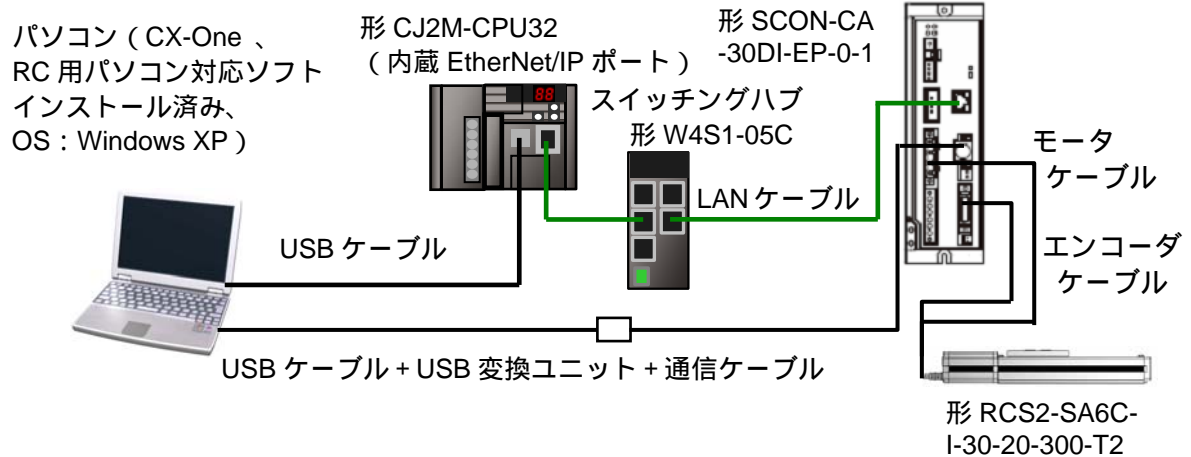 パソコン（CX-One 、
RC 用パソコン対応ソフト
インストール済み、
OS：Windows XP）
形 CJ2M-CPU32
（内蔵 EtherNet/IP ポート）
88
スイッチングハブ
形 W4S1-05C
形 SCON-CA
-30DI-EP-0-1
モータ
ケーブル
LAN ケーブル
USB ケーブル
エンコーダ
ケーブル
USB ケーブル + USB 変換ユニット + 通信ケーブル
形 RCS2-SA6C-
I-30-20-300-T2